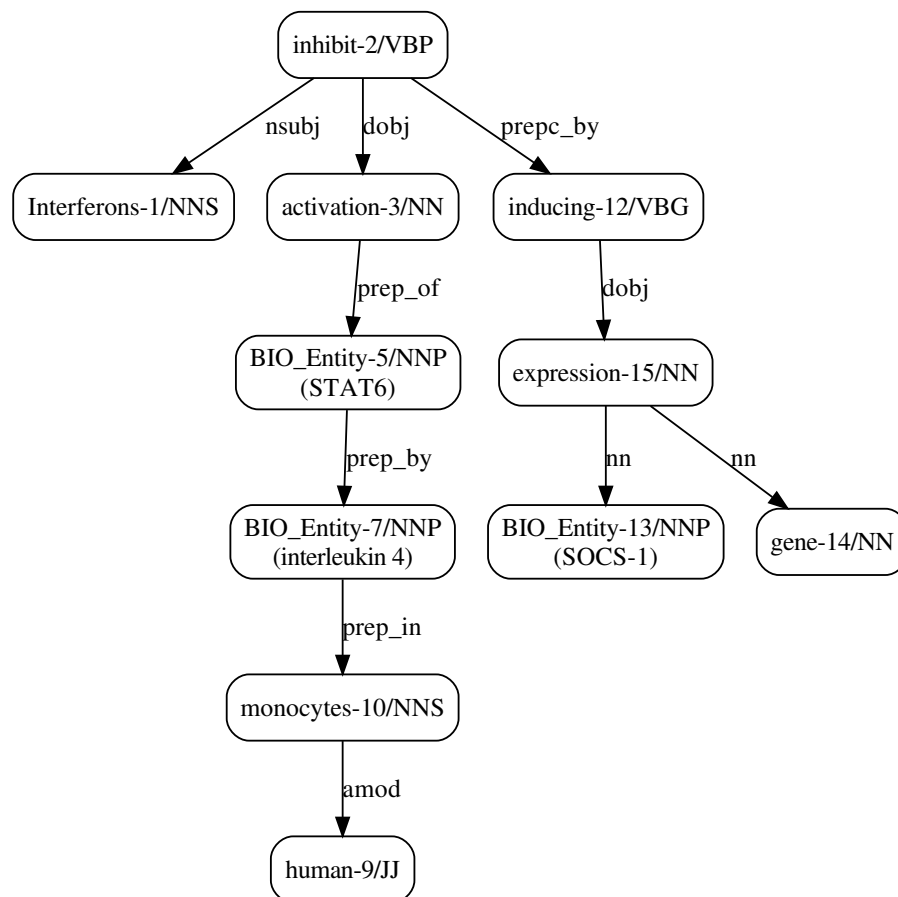 inhibit-2/VBP
nsubj
dobj
prepc_by
Interferons-1/NNS
activation-3/NN
inducing-12/VBG
prep_of
dobj
BIO_Entity-5/NNP
(STAT6)
expression-15/NN
prep_by
nn
nn
BIO_Entity-7/NNP
(interleukin 4)
BIO_Entity-13/NNP
(SOCS-1)
gene-14/NN
prep_in
monocytes-10/NNS
amod
human-9/JJ